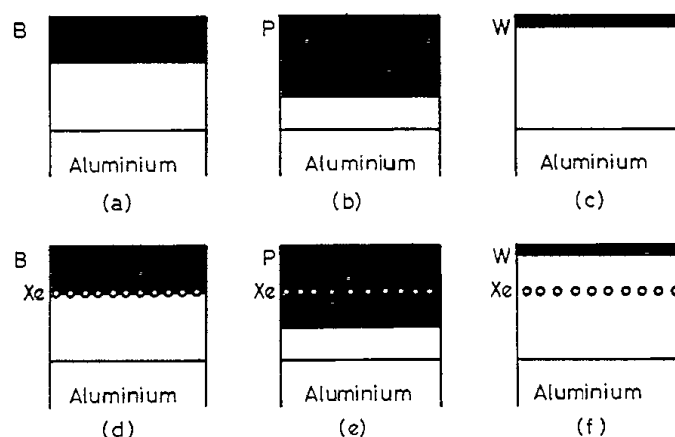 B P W
Aluminium Aluminium Aluminium
(a) (b) (c)
B P W
Xe Xe Xe
Aluminium Aluminium Aluminium
(d) (e) (f)